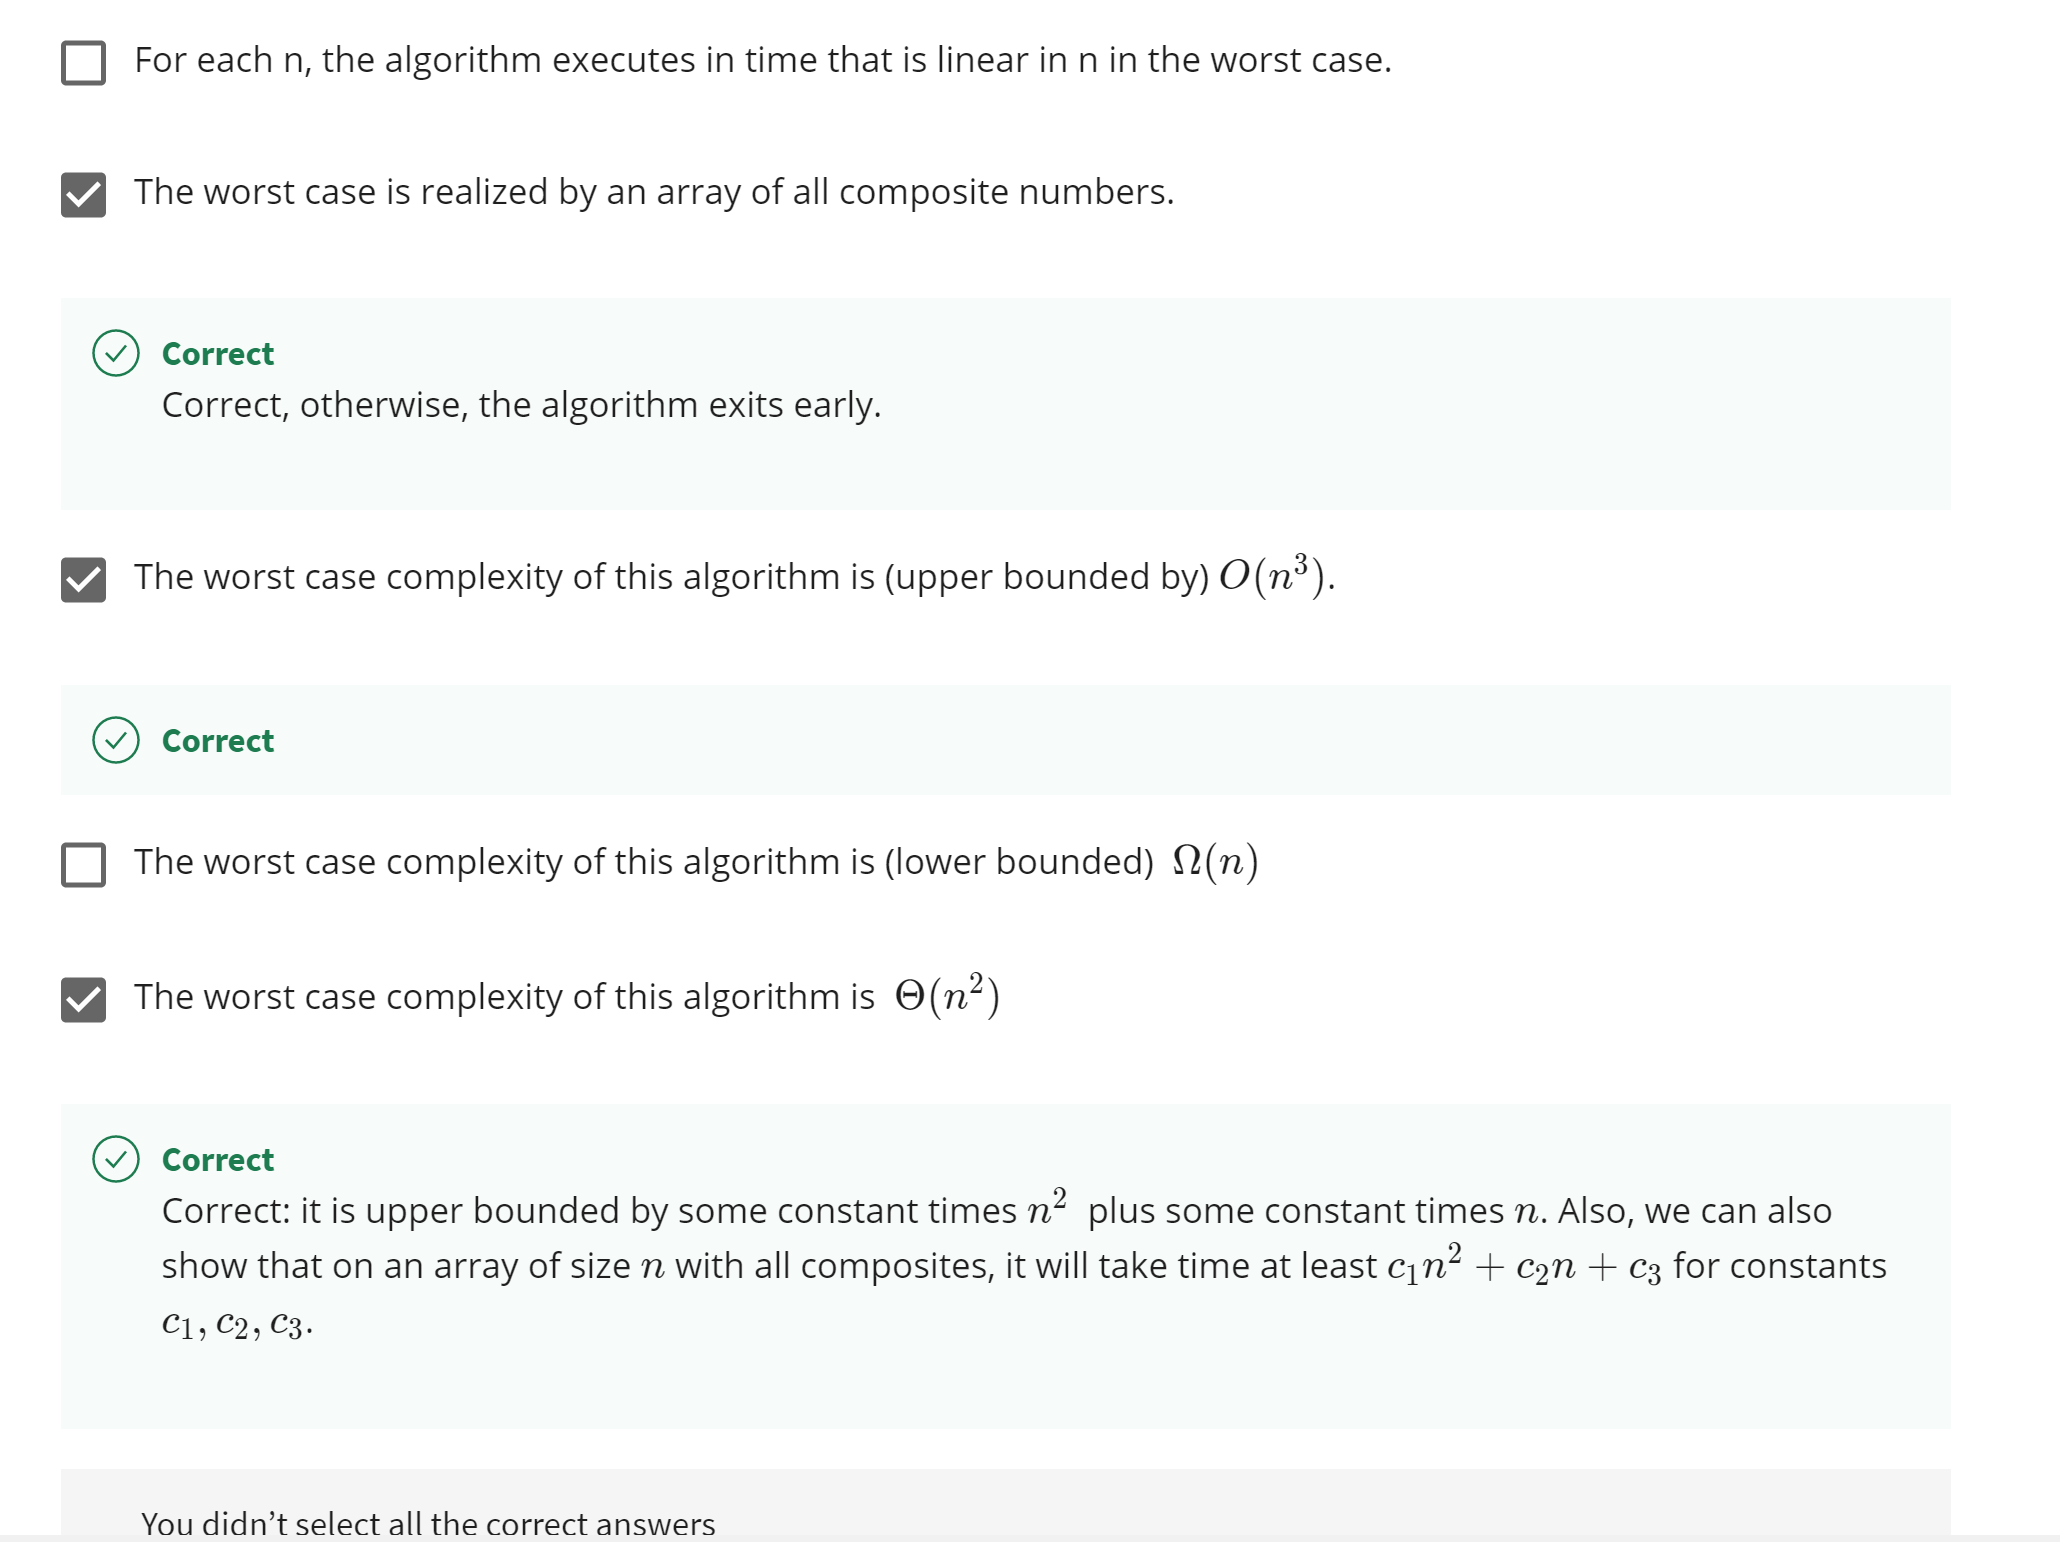 For each n, the algorithm executes in time that is linear in n in the worst case.
The worst case is realized by an array of all composite numbers.
Correct
Correct, otherwise, the algorithm exits early.
The worst case complexity of this algorithm is (upper bounded by) O(n³).
Correct
The worst case complexity of this algorithm is (lower bounded) Ω(n)
The worst case complexity of this algorithm is Θ(n²)
Correct
Correct: it is upper bounded by some constant times n² plus some constant times n. Also, we can also
show that on an array of size n with all composites, it will take time at least c₁n² + c₂n + c₃ for constants
c₁, c₂, c₃.
You didn’t select all the correct answers